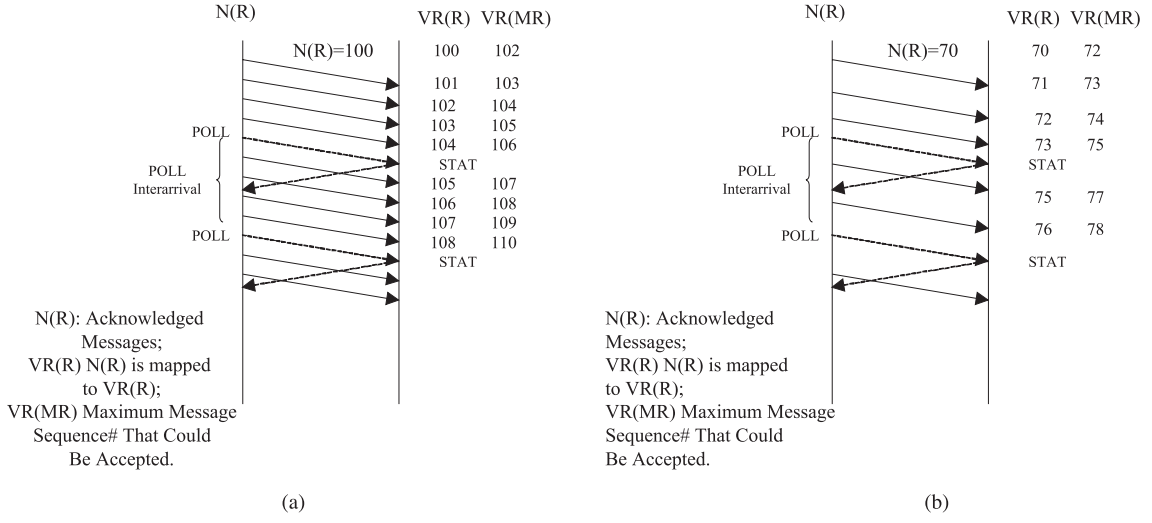 N(R)
VR(R) VR(MR)
N(R)=100
100 102
101 103
102 104
103 105
POLL
104 106
STAT
POLL
Interarrival
105 107
106 108
107 109
POLL
108 110
STAT
N(R): Acknowledged
Messages;
VR(R) N(R) is mapped
to VR(R);
VR(MR) Maximum Message
Sequence# That Could
Be Accepted.
(a)
N(R)
VR(R) VR(MR)
N(R)=70
70 72
71 73
72 74
POLL
73 75
STAT
POLL
Interarrival
75 77
76 78
POLL
STAT
N(R): Acknowledged
Messages;
VR(R) N(R) is mapped
to VR(R);
VR(MR) Maximum Message
Sequence# That Could
Be Accepted.
(b)